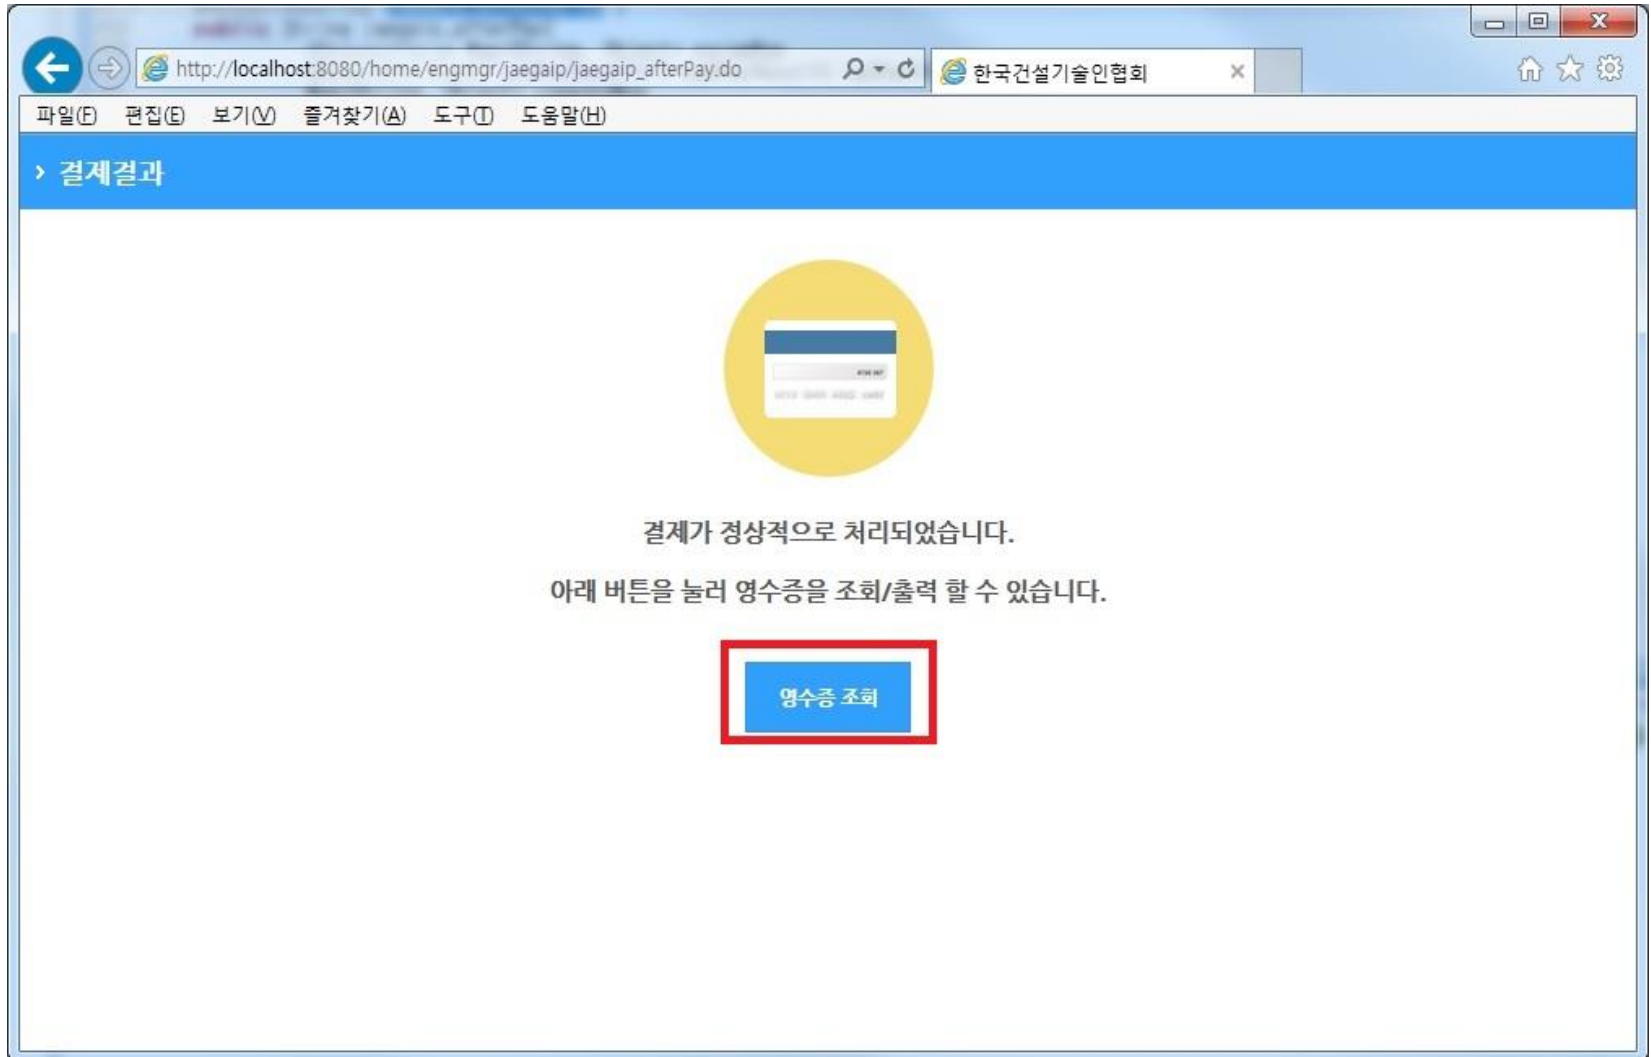 http://localhost:8080/home/engmgr/jaegaip/jaegaip_afterPay.do
한국건설기술인협회
파일(F) 편집(E) 보기(V) 즐겨찾기(A) 도구(T) 도움말(H)
› 결제결과
결제가 정상적으로 처리되었습니다.
아래 버튼을 눌러 영수증을 조회/출력 할 수 있습니다.
영수증 조회